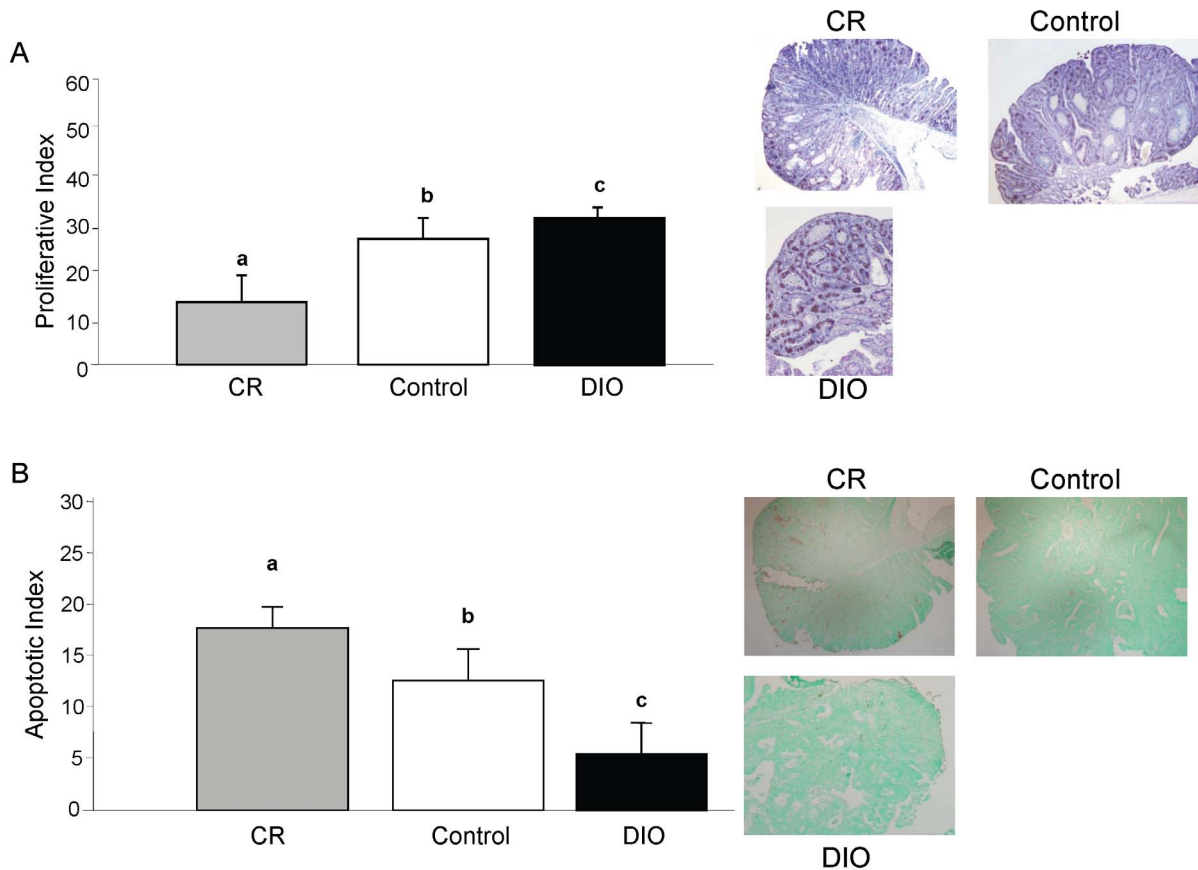 A
Proliferative Index
60
50
40
30
20
10
0
a
b
c
CR
Control
DIO
CR
Control
DIO
B
Apoptotic Index
30
25
20
15
10
5
0
a
b
c
CR
Control
DIO
CR
Control
DIO